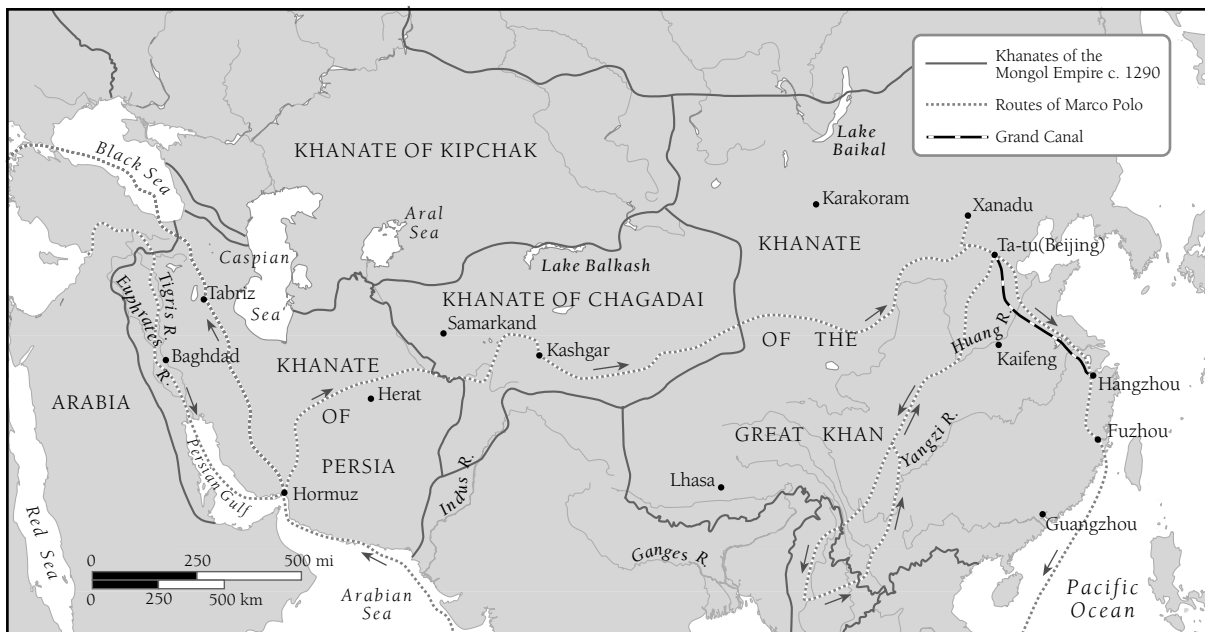 Khanates of the
Mongol Empire c. 1290
Routes of Marco Polo
Grand Canal
Black Sea
KHANATE OF KIPCHAK
Lake
Baikal
Aral
Sea
Karakoram
Xanadu
KHANATE
Ta-tu(Beijing)
Caspian
Sea
Lake Balkash
Euphrates R.
Tigris R.
Tabriz
KHANATE OF CHAGADAI
Samarkand
OF THE
Huang R.
Baghdad
KHANATE
Kashgar
Kaifeng
Hangzhou
ARABIA
OF
Herat
GREAT KHAN
Yangzi R.
Fuzhou
Persian Gulf
PERSIA
Indus R.
Lhasa
Hormuz
Guangzhou
Red Sea
Ganges R.
0 250 500 mi
0 250 500 km
Arabian
Sea
Pacific
Ocean